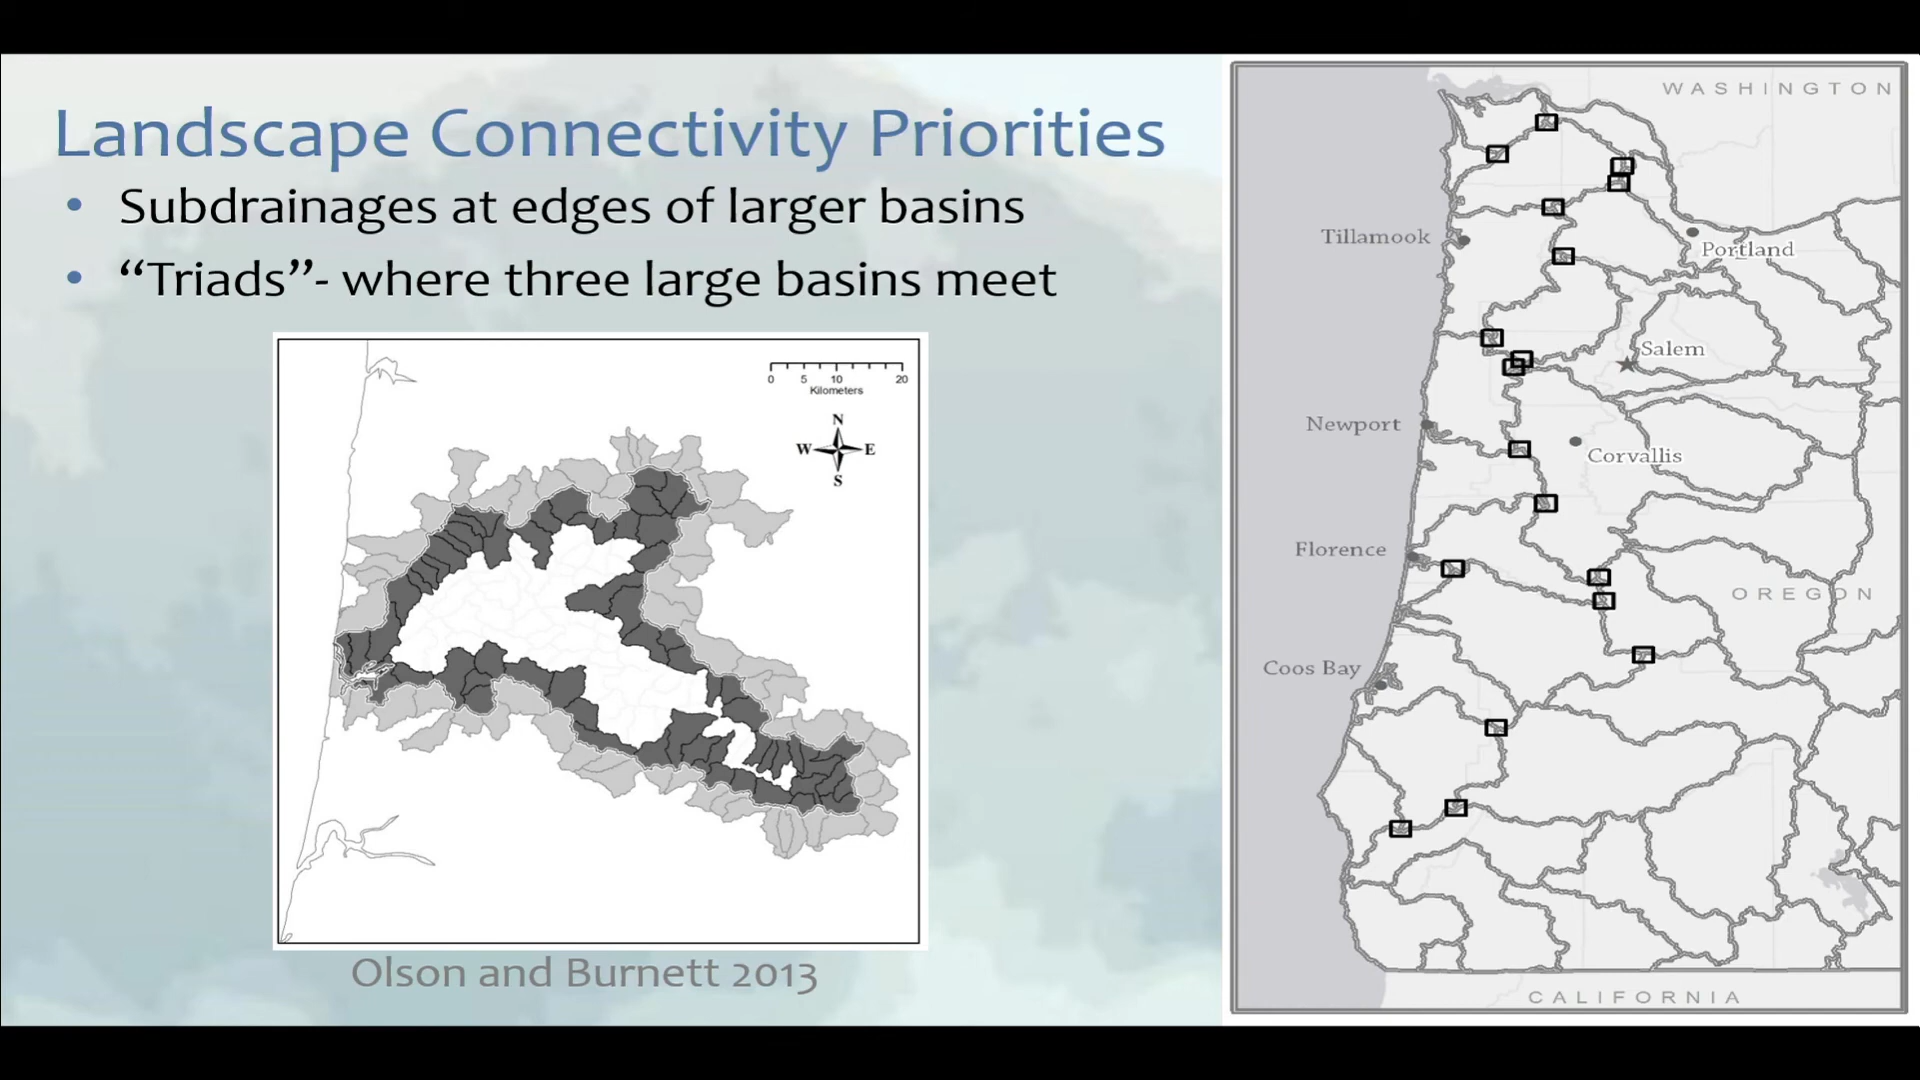 Landscape Connectivity Priorities
• Subdrainages at edges of larger basins
• “Triads”- where three large basins meet
0 5 10 20
Kilometers
N
W E
S
Olson and Burnett 2013
WASHINGTON
Tillamook
Portland
Salem
Newport
Corvallis
Florence
OREGON
Coos Bay
CALIFORNIA